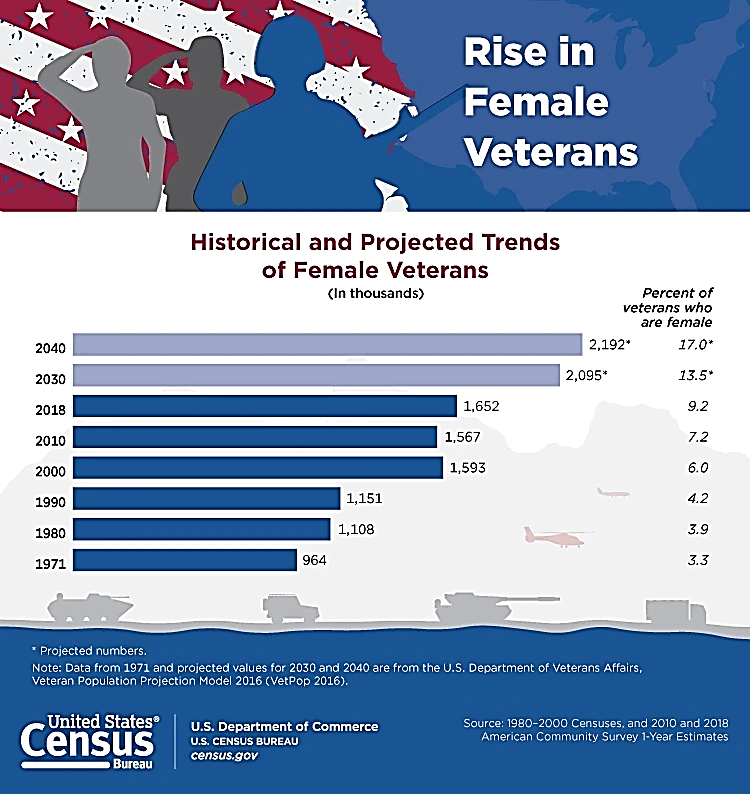 Rise in
Female
Veterans
Historical and Projected Trends
of Female Veterans
(In thousands)
Percent of
veterans who
are female
2040 2,192* 17.0*
2030 2,095* 13.5*
2018 1,652 9.2
2010 1,567 7.2
2000 1,593 6.0
1990 1,151 4.2
1980 1,108 3.9
1971 964 3.3
* Projected numbers.
Note: Data from 1971 and projected values for 2030 and 2040 are from the U.S. Department of Veterans Affairs,
Veteran Population Projection Model 2016 (VetPop 2016).
United States®
Census
Bureau
U.S. Department of Commerce
U.S. CENSUS BUREAU
census.gov
Source: 1980–2000 Censuses, and 2010 and 2018
American Community Survey 1-Year Estimates